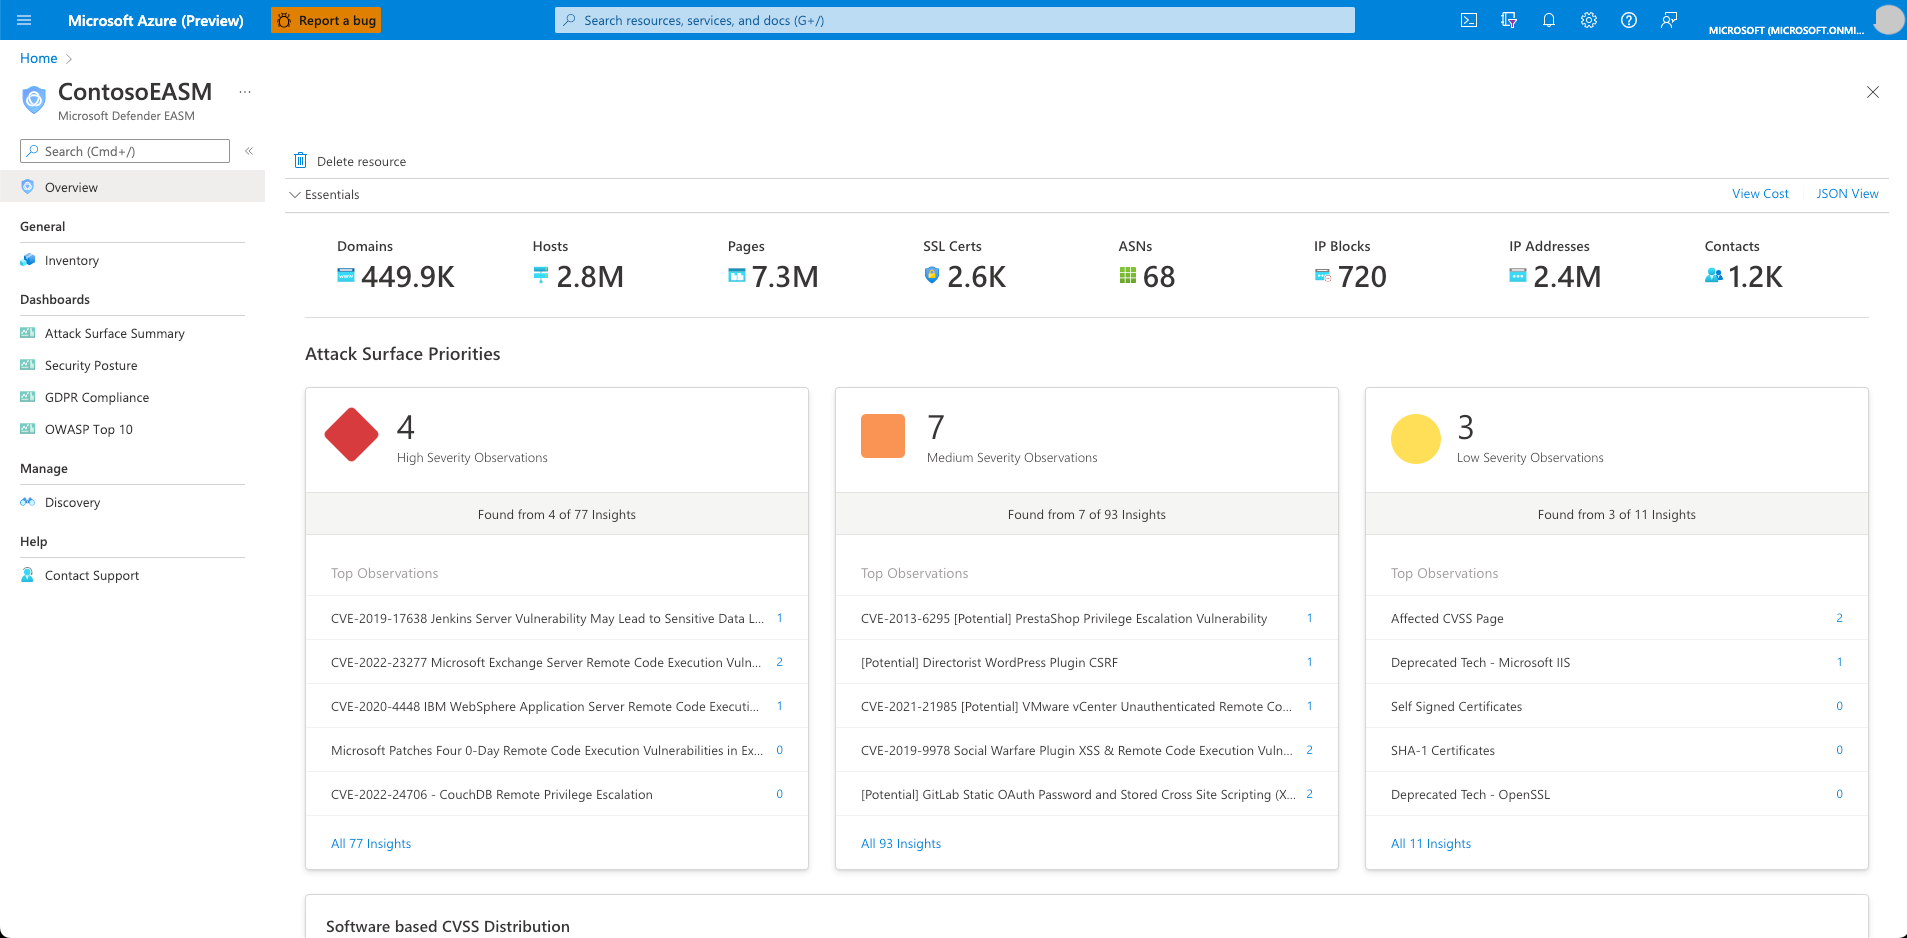 Microsoft Azure (Preview)
Report a bug
Search resources, services, and docs (G+/)
MICROSOFT (MICROSOFT.ONMI...
Home
ContosoEASM
...
Microsoft Defender EASM
Search (Cmd+/)
«
Overview
General
Inventory
Dashboards
Attack Surface Summary
Security Posture
GDPR Compliance
OWASP Top 10
Manage
Discovery
Help
Contact Support
Delete resource
Essentials
View Cost
JSON View
Domains
449.9K
Hosts
2.8M
Pages
7.3M
SSL Certs
2.6K
ASNs
68
IP Blocks
720
IP Addresses
2.4M
Contacts
1.2K
Attack Surface Priorities
4
High Severity Observations
Found from 4 of 77 Insights
Top Observations
CVE-2019-17638 Jenkins Server Vulnerability May Lead to Sensitive Data L... 1
CVE-2022-23277 Microsoft Exchange Server Remote Code Execution Vuln... 2
CVE-2020-4448 IBM WebSphere Application Server Remote Code Executi... 1
Microsoft Patches Four 0-Day Remote Code Execution Vulnerabilities in Ex... 0
CVE-2022-24706 - CouchDB Remote Privilege Escalation 0
All 77 Insights
7
Medium Severity Observations
Found from 7 of 93 Insights
Top Observations
CVE-2013-6295 [Potential] PrestaShop Privilege Escalation Vulnerability 1
[Potential] Directorist WordPress Plugin CSRF 1
CVE-2021-21985 [Potential] VMware vCenter Unauthenticated Remote Co... 1
CVE-2019-9978 Social Warfare Plugin XSS & Remote Code Execution Vuln... 2
[Potential] GitLab Static OAuth Password and Stored Cross Site Scripting (X... 2
All 93 Insights
3
Low Severity Observations
Found from 3 of 11 Insights
Top Observations
Affected CVSS Page 2
Deprecated Tech - Microsoft IIS 1
Self Signed Certificates 0
SHA-1 Certificates 0
Deprecated Tech - OpenSSL 0
All 11 Insights
Software based CVSS Distribution